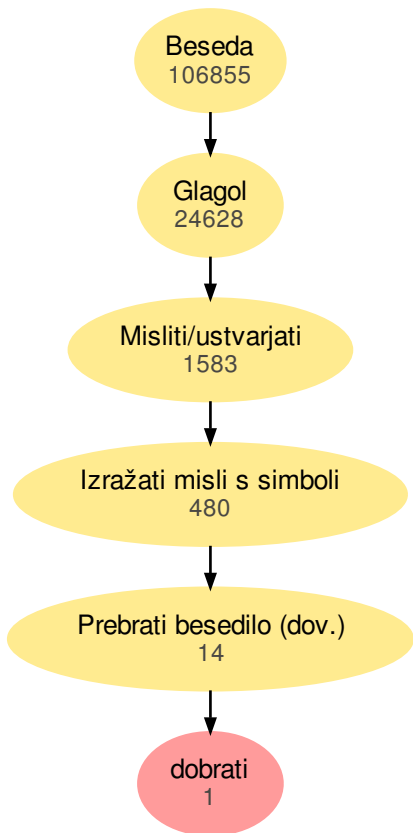 Beseda
106855
Glagol
24628
Misliti/ustvarjati
1583
Izražati misli s simboli
480
Prebrati besedilo (dov.)
14
dobrati
1